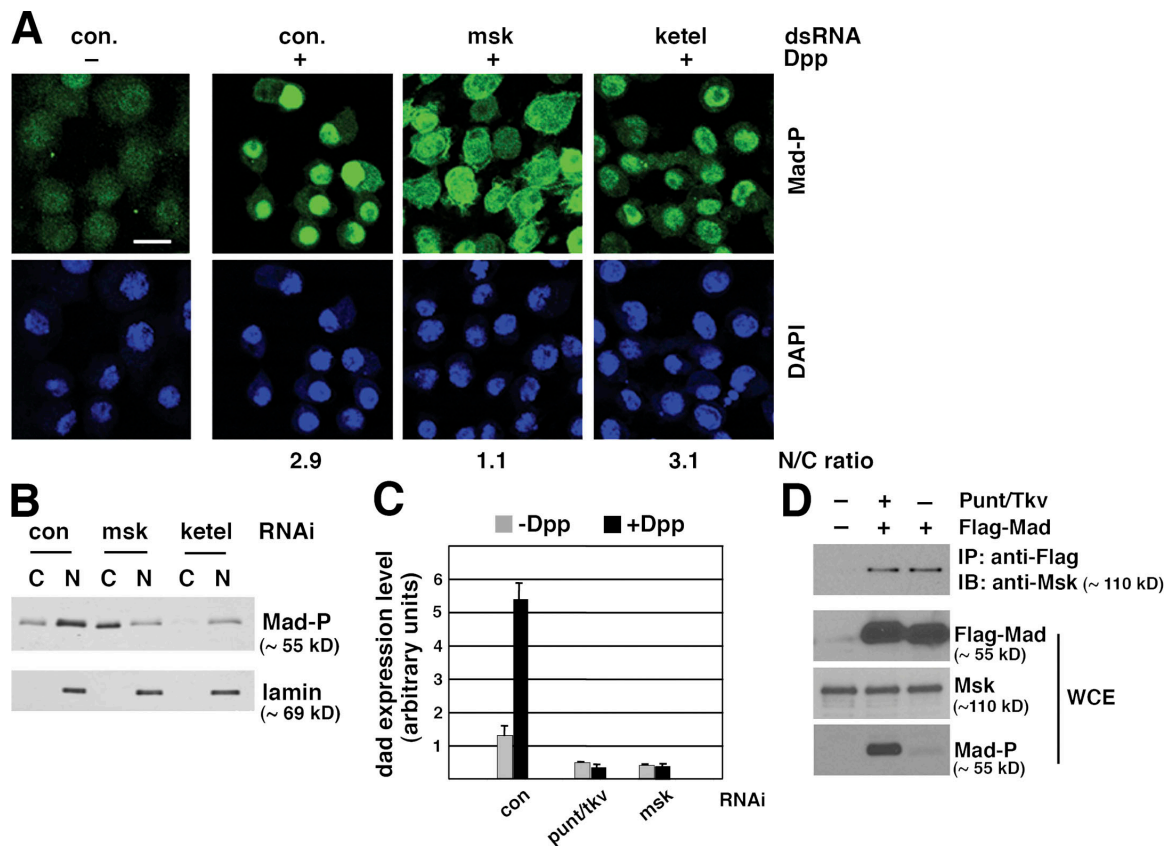 A
con. con. msk ketel dsRNA
– + + + Dpp
Mad-P
DAPI
2.9 1.1 3.1 N/C ratio
B
con msk ketel RNAi
C N C N C N
Mad-P
(~ 55 kD)
lamin
(~ 69 kD)
C
-Dpp +Dpp
dad expression level
(arbitrary units)
6
5
4
3
2
1
con punt/tkv msk RNAi
D
– + – Punt/Tkv
– + + Flag-Mad
IP: anti-Flag
IB: anti-Msk (~ 110 kD)
Flag-Mad
(~ 55 kD)
Msk
(~110 kD)
Mad-P
(~ 55 kD)
WCE